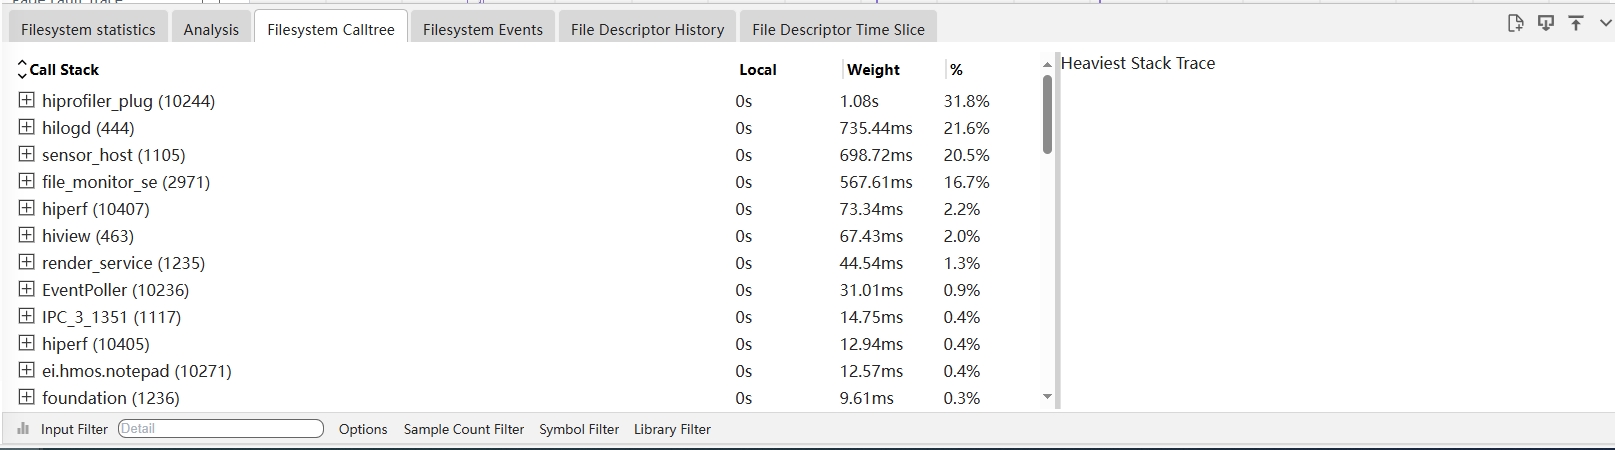 Filesystem statistics Analysis Filesystem Calltree Filesystem Events File Descriptor History File Descriptor Time Slice
Call Stack Local Weight %
Heaviest Stack Trace
hiprofiler_plug (10244) 0s 1.08s 31.8%
hilogd (444) 0s 735.44ms 21.6%
sensor_host (1105) 0s 698.72ms 20.5%
file_monitor_se (2971) 0s 567.61ms 16.7%
hiperf (10407) 0s 73.34ms 2.2%
hiview (463) 0s 67.43ms 2.0%
render_service (1235) 0s 44.54ms 1.3%
EventPoller (10236) 0s 31.01ms 0.9%
IPC_3_1351 (1117) 0s 14.75ms 0.4%
hiperf (10405) 0s 12.94ms 0.4%
ei.hmos.notepad (10271) 0s 12.57ms 0.4%
foundation (1236) 0s 9.61ms 0.3%
Input Filter Detail Options Sample Count Filter Symbol Filter Library Filter